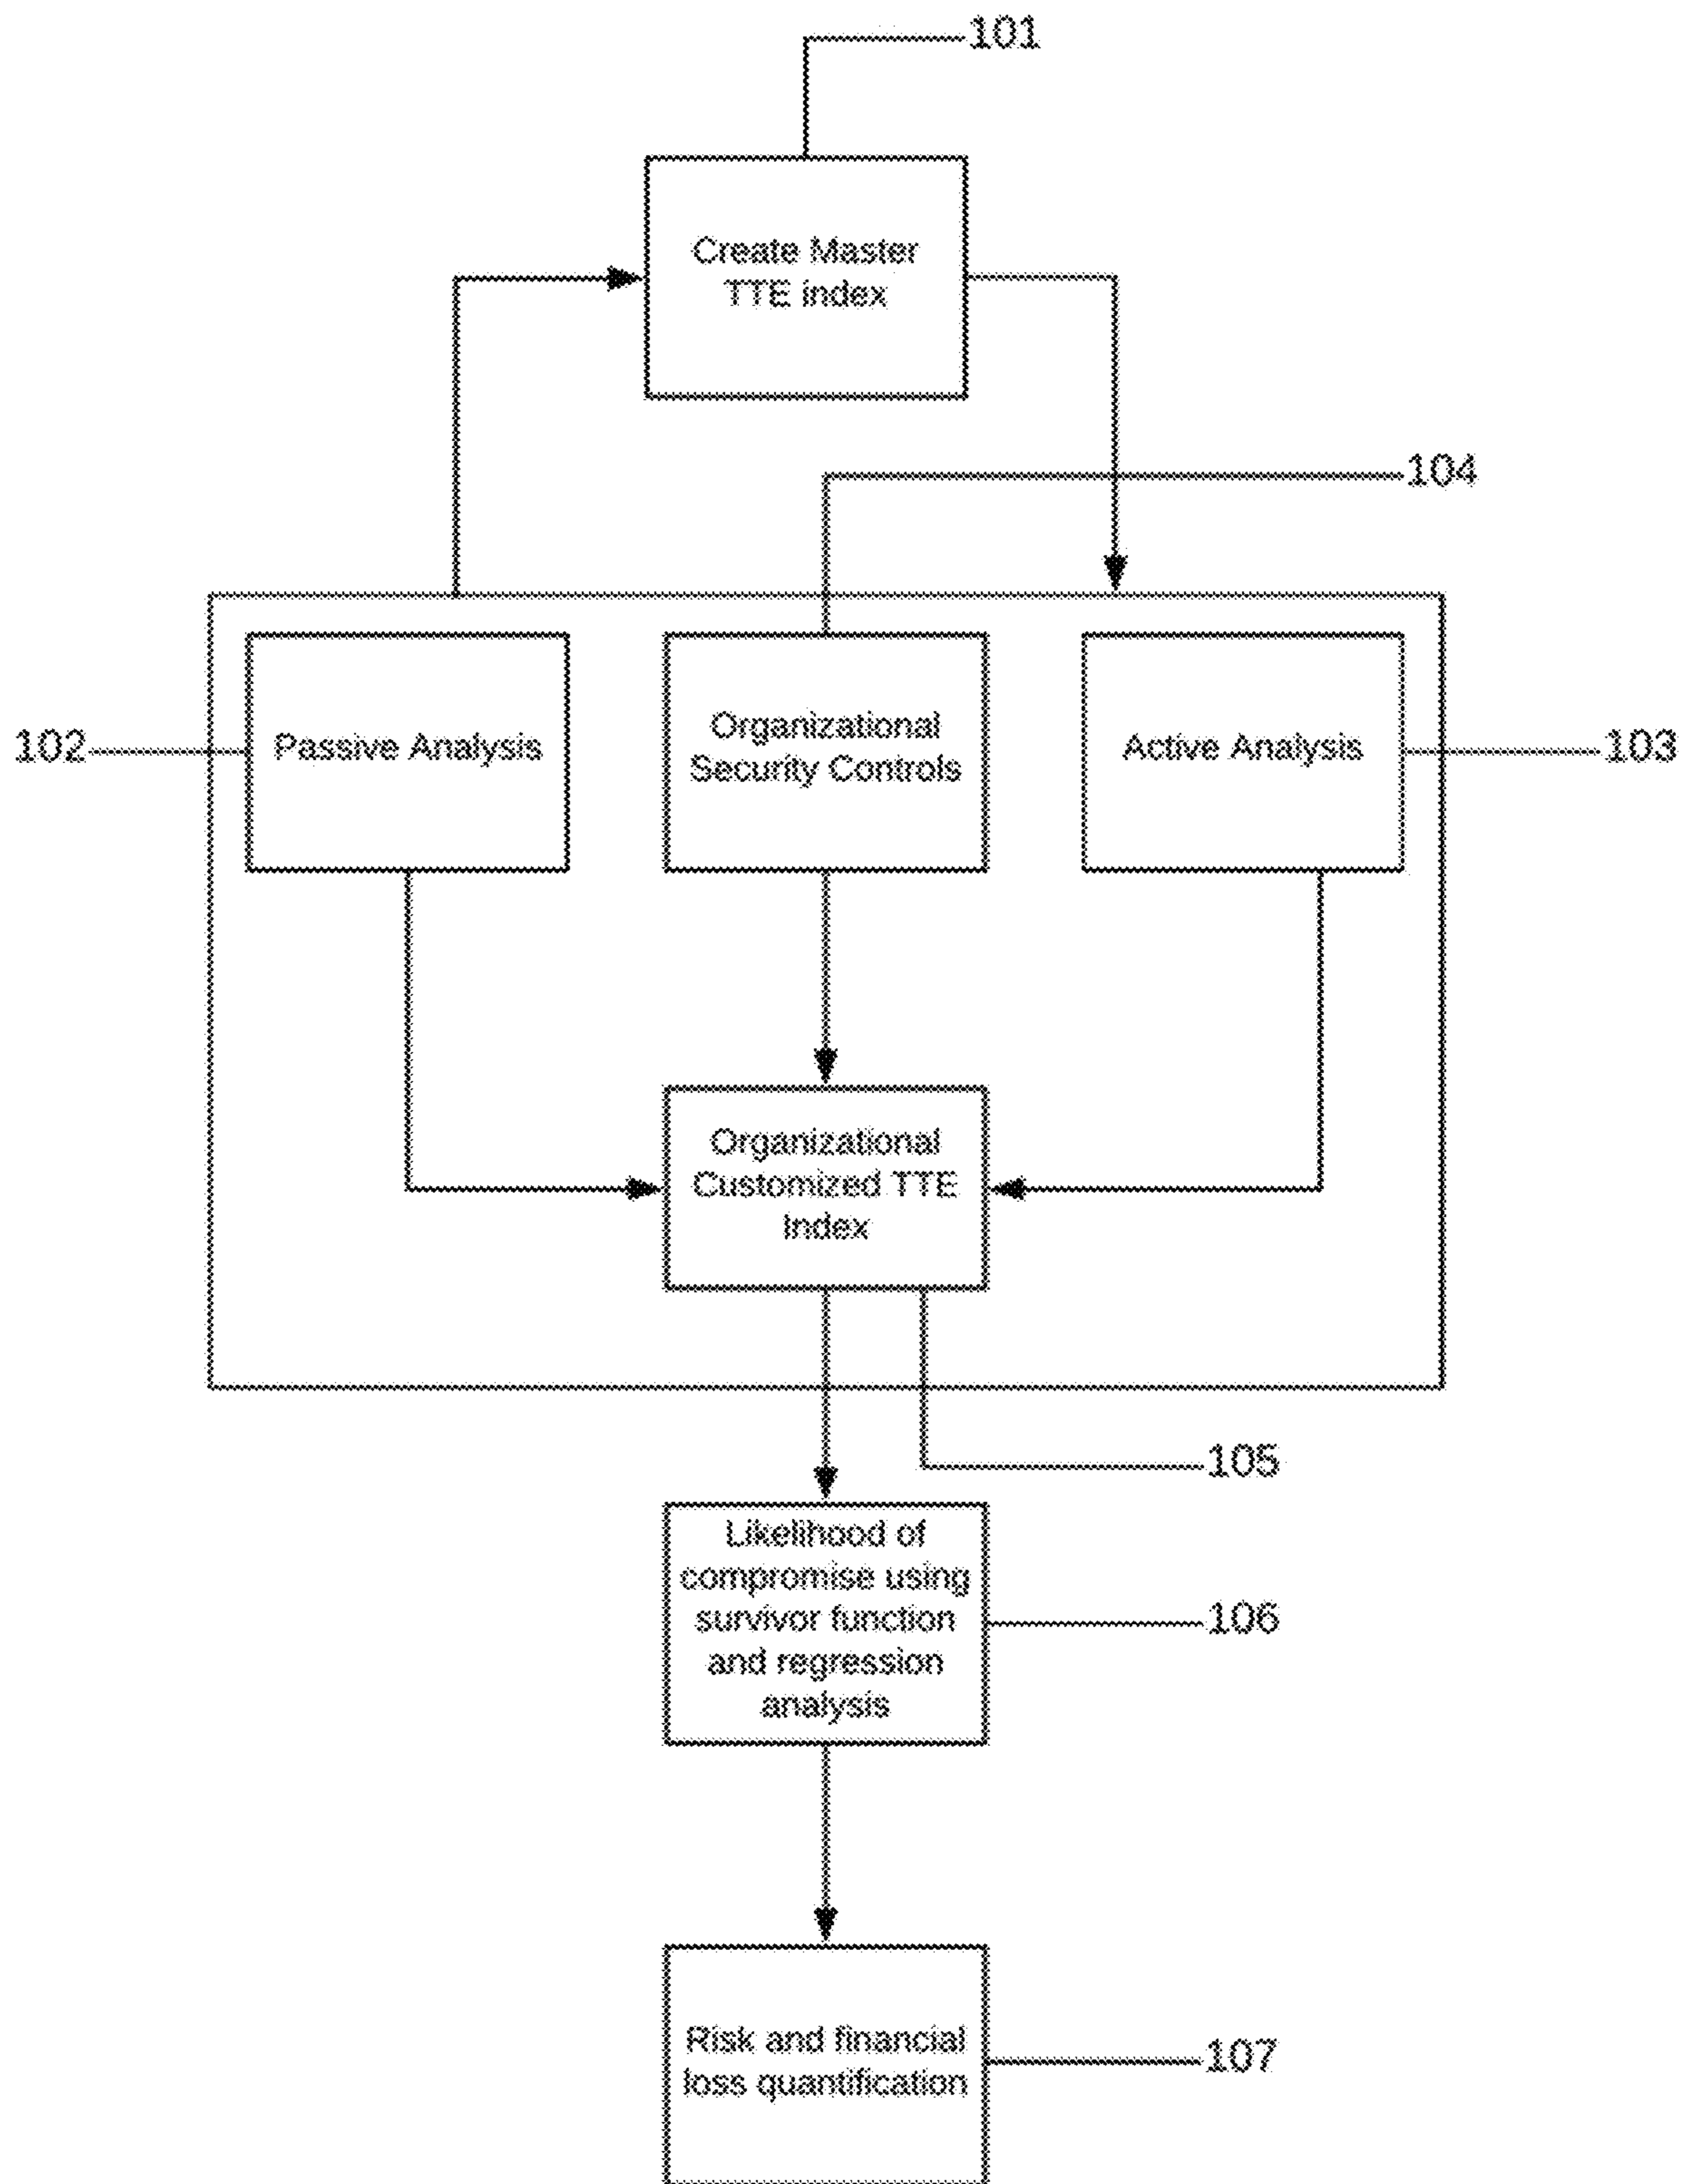 101
Create Master
TTE index
104
102
Passive Analysis
Organizational
Security Controls
Active Analysis
103
Organizational
Customized TTE
Index
105
Likelihood of
compromise using
survivor function
and regression
analysis
106
Risk and financial
loss quantification
107